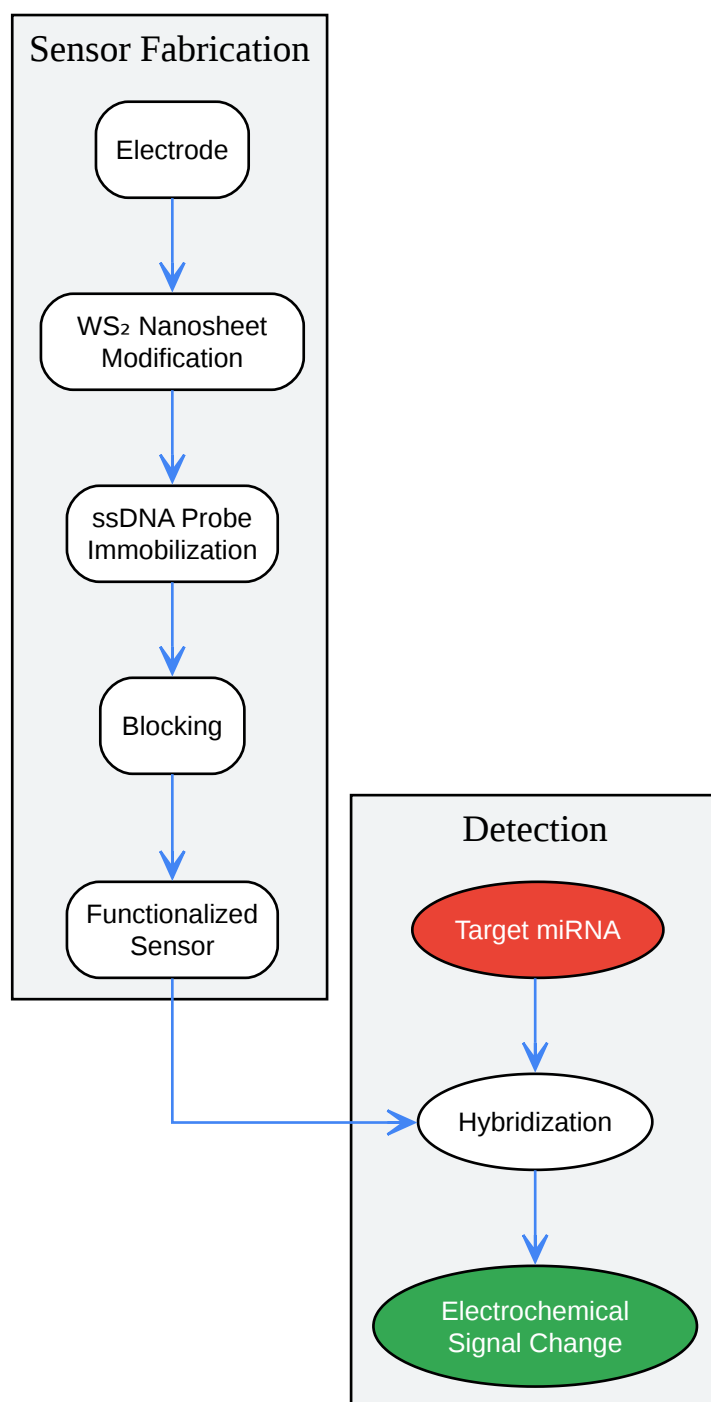 Sensor Fabrication
Electrode
WS₂ Nanosheet
Modification
ssDNA Probe
Immobilization
Blocking
Functionalized
Sensor
Detection
Target miRNA
Hybridization
Electrochemical
Signal Change